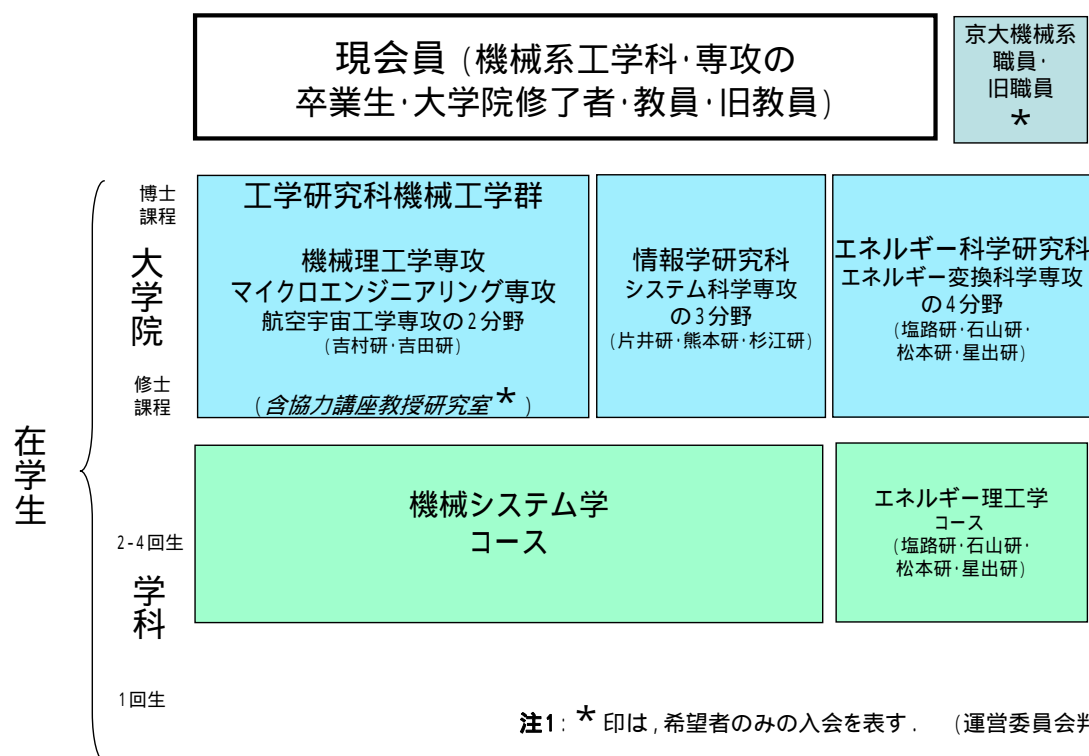 現会員 (機械系工学科・専攻の
卒業生・大学院修了者・教員・旧教員)
京大機械系
職員・
旧職員
*
在学生
大学院
博士
課程
修士
課程
工学研究科機械工学群
機械理工学専攻
マイクロエンジニアリング専攻
航空宇宙工学専攻の2分野
(吉村研・吉田研)
(含協力講座教授研究室*)
情報学研究科
システム科学専攻
の3分野
(片井研・熊本研・杉江研)
エネルギー科学研究科
エネルギー変換科学専攻
の4分野
(塩路研・石山研・
松本研・星出研)
学科
2-4回生
機械システム学
コース
エネルギー理工学
コース
(塩路研・石山研・
松本研・星出研)
1回生
注1: *印は,希望者のみの入会を表す. (運営委員会判